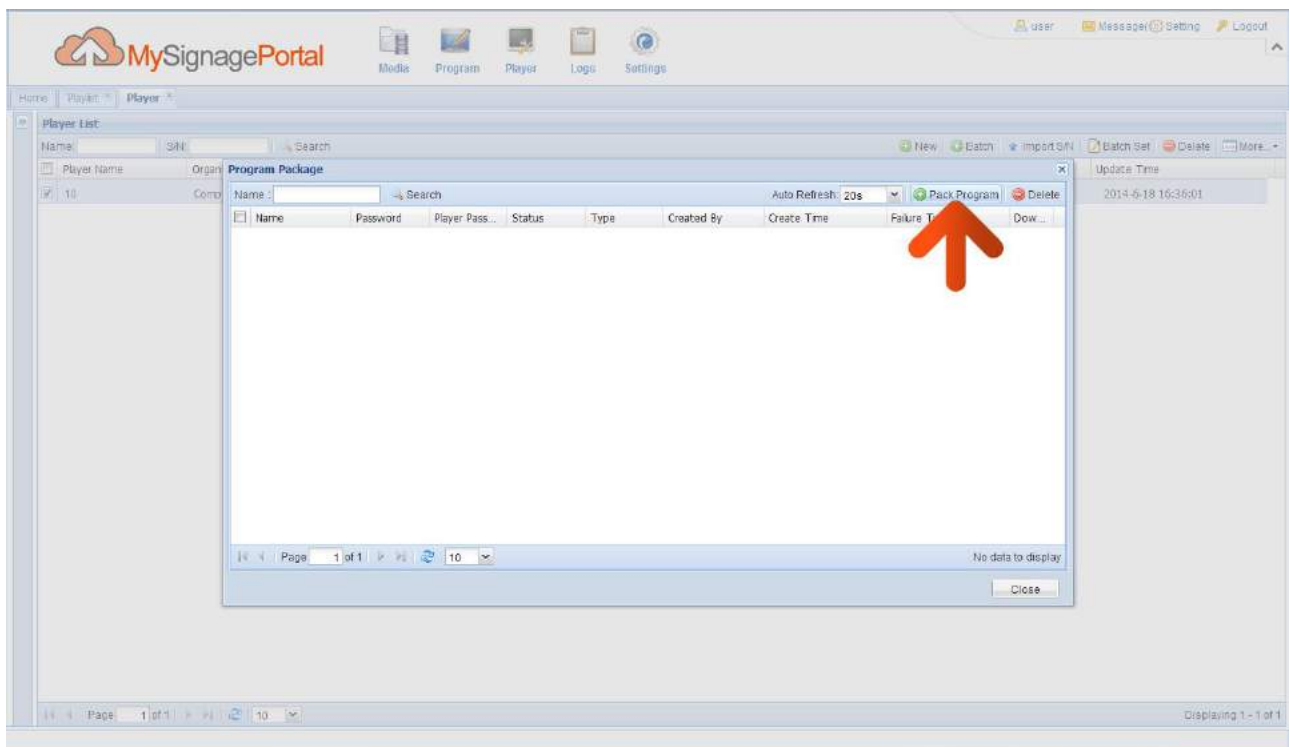 user Message( ) Setting Logout
MySignagePortal
Media Program Player Logs Settings
Home Playlist Player
Player List
Name: S/N: Search New Batch Import S/N Batch Set Delete More...
Player Name Organ Update Time
10 Comp 2014-6-18 16:36:01
Program Package
Name : Search Auto Refresh: 20s Pack Program Delete
Name Password Player Pass... Status Type Created By Create Time Failure T Dow...
Page 1 of 1 10 No data to display
Close
Page 1 of 1 10 Displaying 1 - 1 of 1